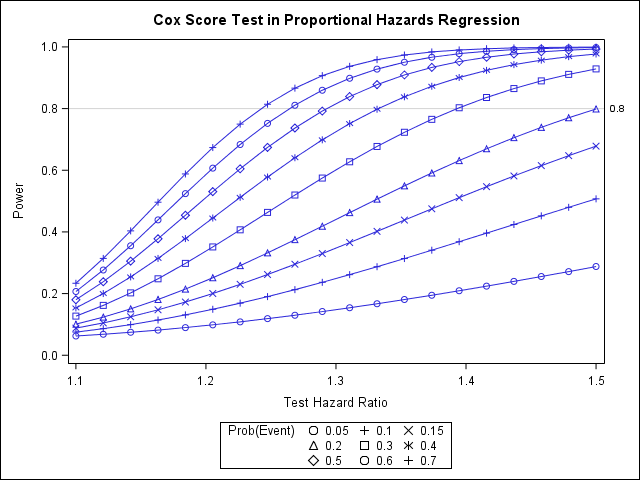 Cox Score Test in Proportional Hazards Regression
1.0
0.8
0.8
0.6
0.4
0.2
0.0
Power
1.1 1.2 1.3 1.4 1.5
Test Hazard Ratio
Prob(Event) 0.05 0.1 0.15
0.2 0.3 0.4
0.5 0.6 0.7